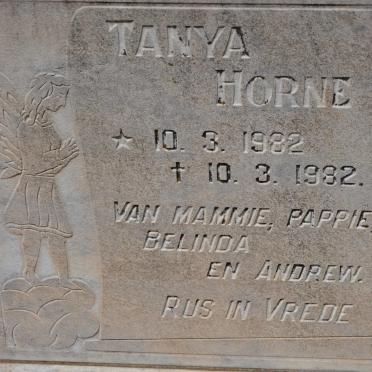 TANYA
HORNE
* 10. 3. 1982
† 10. 3. 1982.
VAN MAMMIE, PAPPIE,
BELINDA
EN ANDREW.
RUS IN VREDE